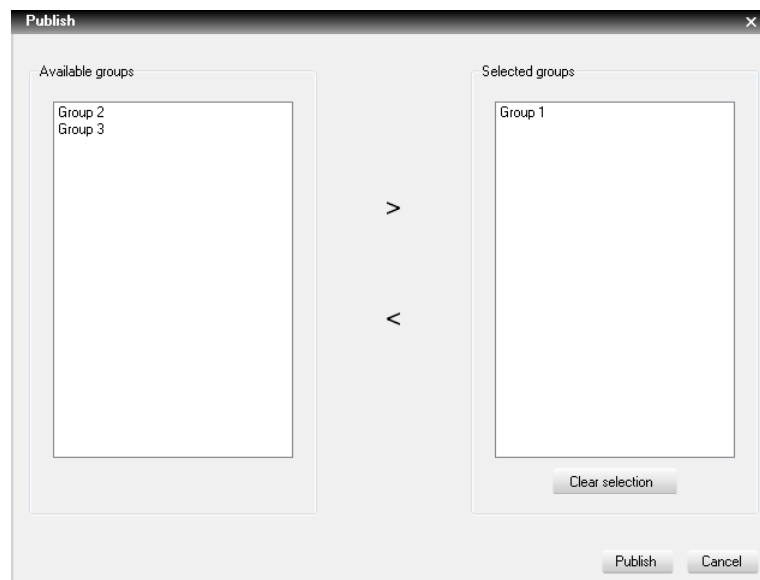 Publish
Available groups
Group 2
Group 3
>
<
Selected groups
Group 1
Clear selection
Publish
Cancel